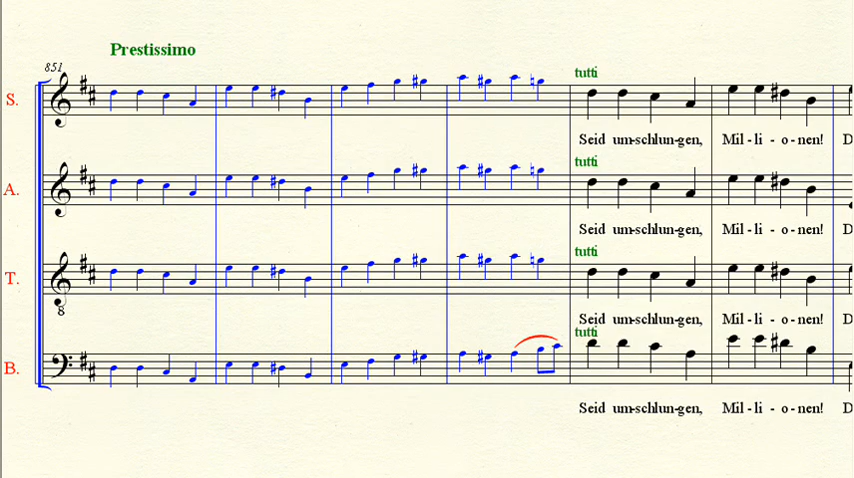 Prestissimo
851
tutti
S.
Seid um-schlun-gen, Mil - li - o - nen! D
tutti
A.
Seid um-schlun-gen, Mil - li - o - nen! D
tutti
T.
8
Seid um-schlun-gen, Mil - li - o - nen! D
tutti
B.
Seid um-schlun-gen, Mil - li - o - nen! D